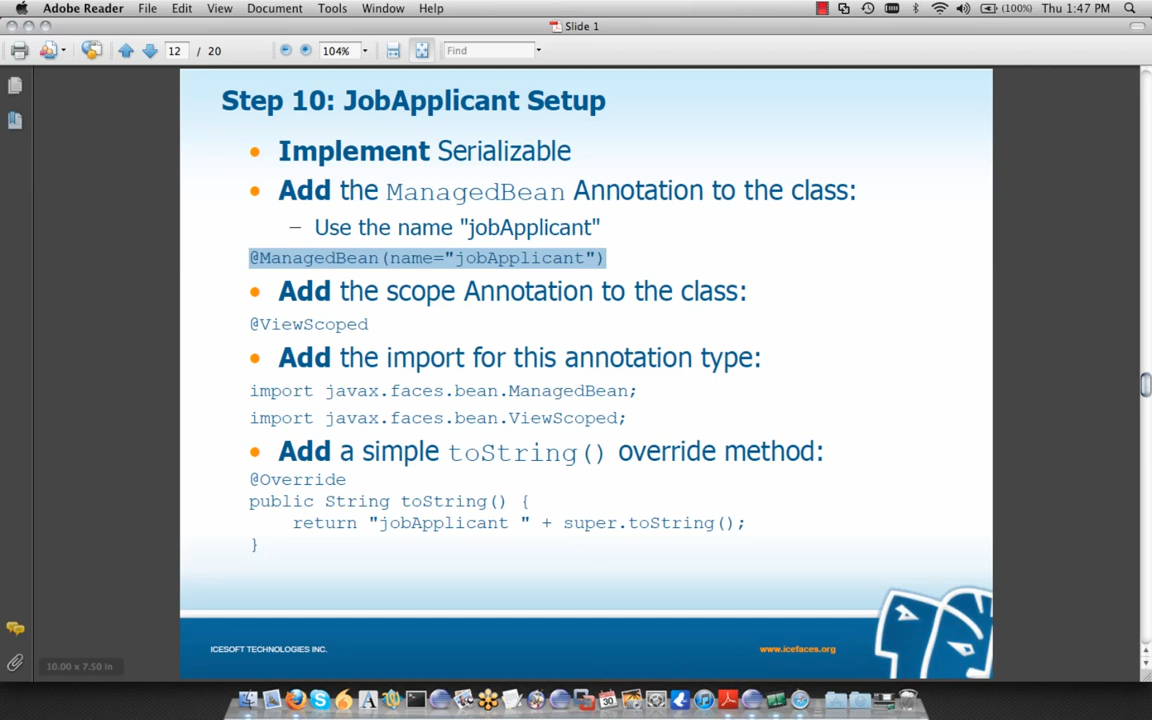 Adobe Reader File Edit View Document Tools Window Help (100%) Thu 1:47 PM
Slide 1
12 / 20 104% Find
Step 10: JobApplicant Setup
• Implement Serializable
• Add the ManagedBean Annotation to the class:
– Use the name "jobApplicant"
@ManagedBean(name="jobApplicant")
• Add the scope Annotation to the class:
@ViewScoped
• Add the import for this annotation type:
import javax.faces.bean.ManagedBean;
import javax.faces.bean.ViewScoped;
• Add a simple toString() override method:
@Override
public String toString() {
return "jobApplicant " + super.toString();
}
ICESOFT TECHNOLOGIES INC. www.icefaces.org
10.00 x 7.50 in
30